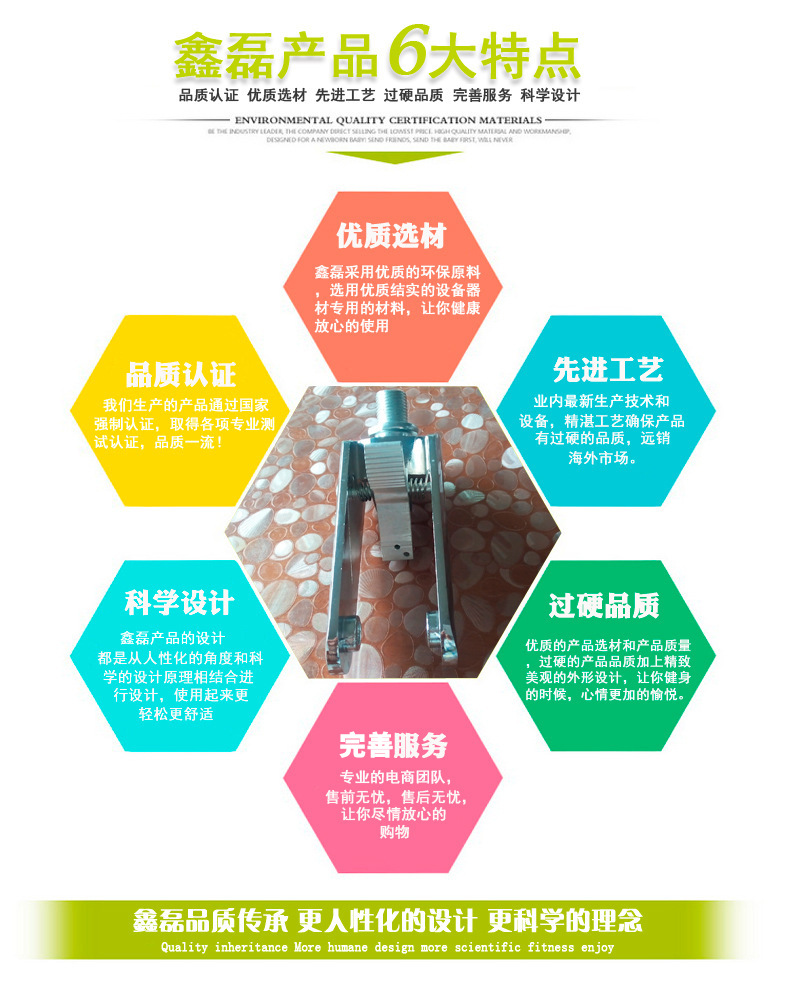 鑫磊产品6大特点
品质认证 优质选材 先进工艺 过硬品质 完善服务 科学设计
ENVIRONMENTAL QUALITY CERTIFICATION MATERIALS
BE THE INDUSTRY LEADER, THE COMPANY DIRECT SELLING THE LOWEST PRICE. HIGH QUALITY MATERIAL AND WORKMANSHIP,
DESIGNED FOR A NEWBORN BABY! SEND FRIENDS, SEND THE BABY FIRST, WILL NEVER
优质选材
鑫磊采用优质的环保原料
，选用优质结实的设备器
材专用的材料，让你健康
放心的使用
品质认证
我们生产的产品通过国家
强制认证，取得各项专业测
试认证，品质一流！
先进工艺
业内最新生产技术和
设备，精湛工艺确保产品
有过硬的品质，远销
海外市场。
科学设计
鑫磊产品的设计
都是从人性化的角度和科
学的设计原理相结合进
行设计，使用起来更
轻松更舒适
过硬品质
优质的产品选材和产品质量
，过硬的产品品质加上精致
美观的外形设计，让你健身
的时候，心情更加的愉悦。
完善服务
专业的电商团队，
售前无忧，售后无忧，
让你尽情放心的
购物
鑫磊品质传承 更人性化的设计 更科学的理念
Quality inheritance More humane design more scientific fitness enjoy